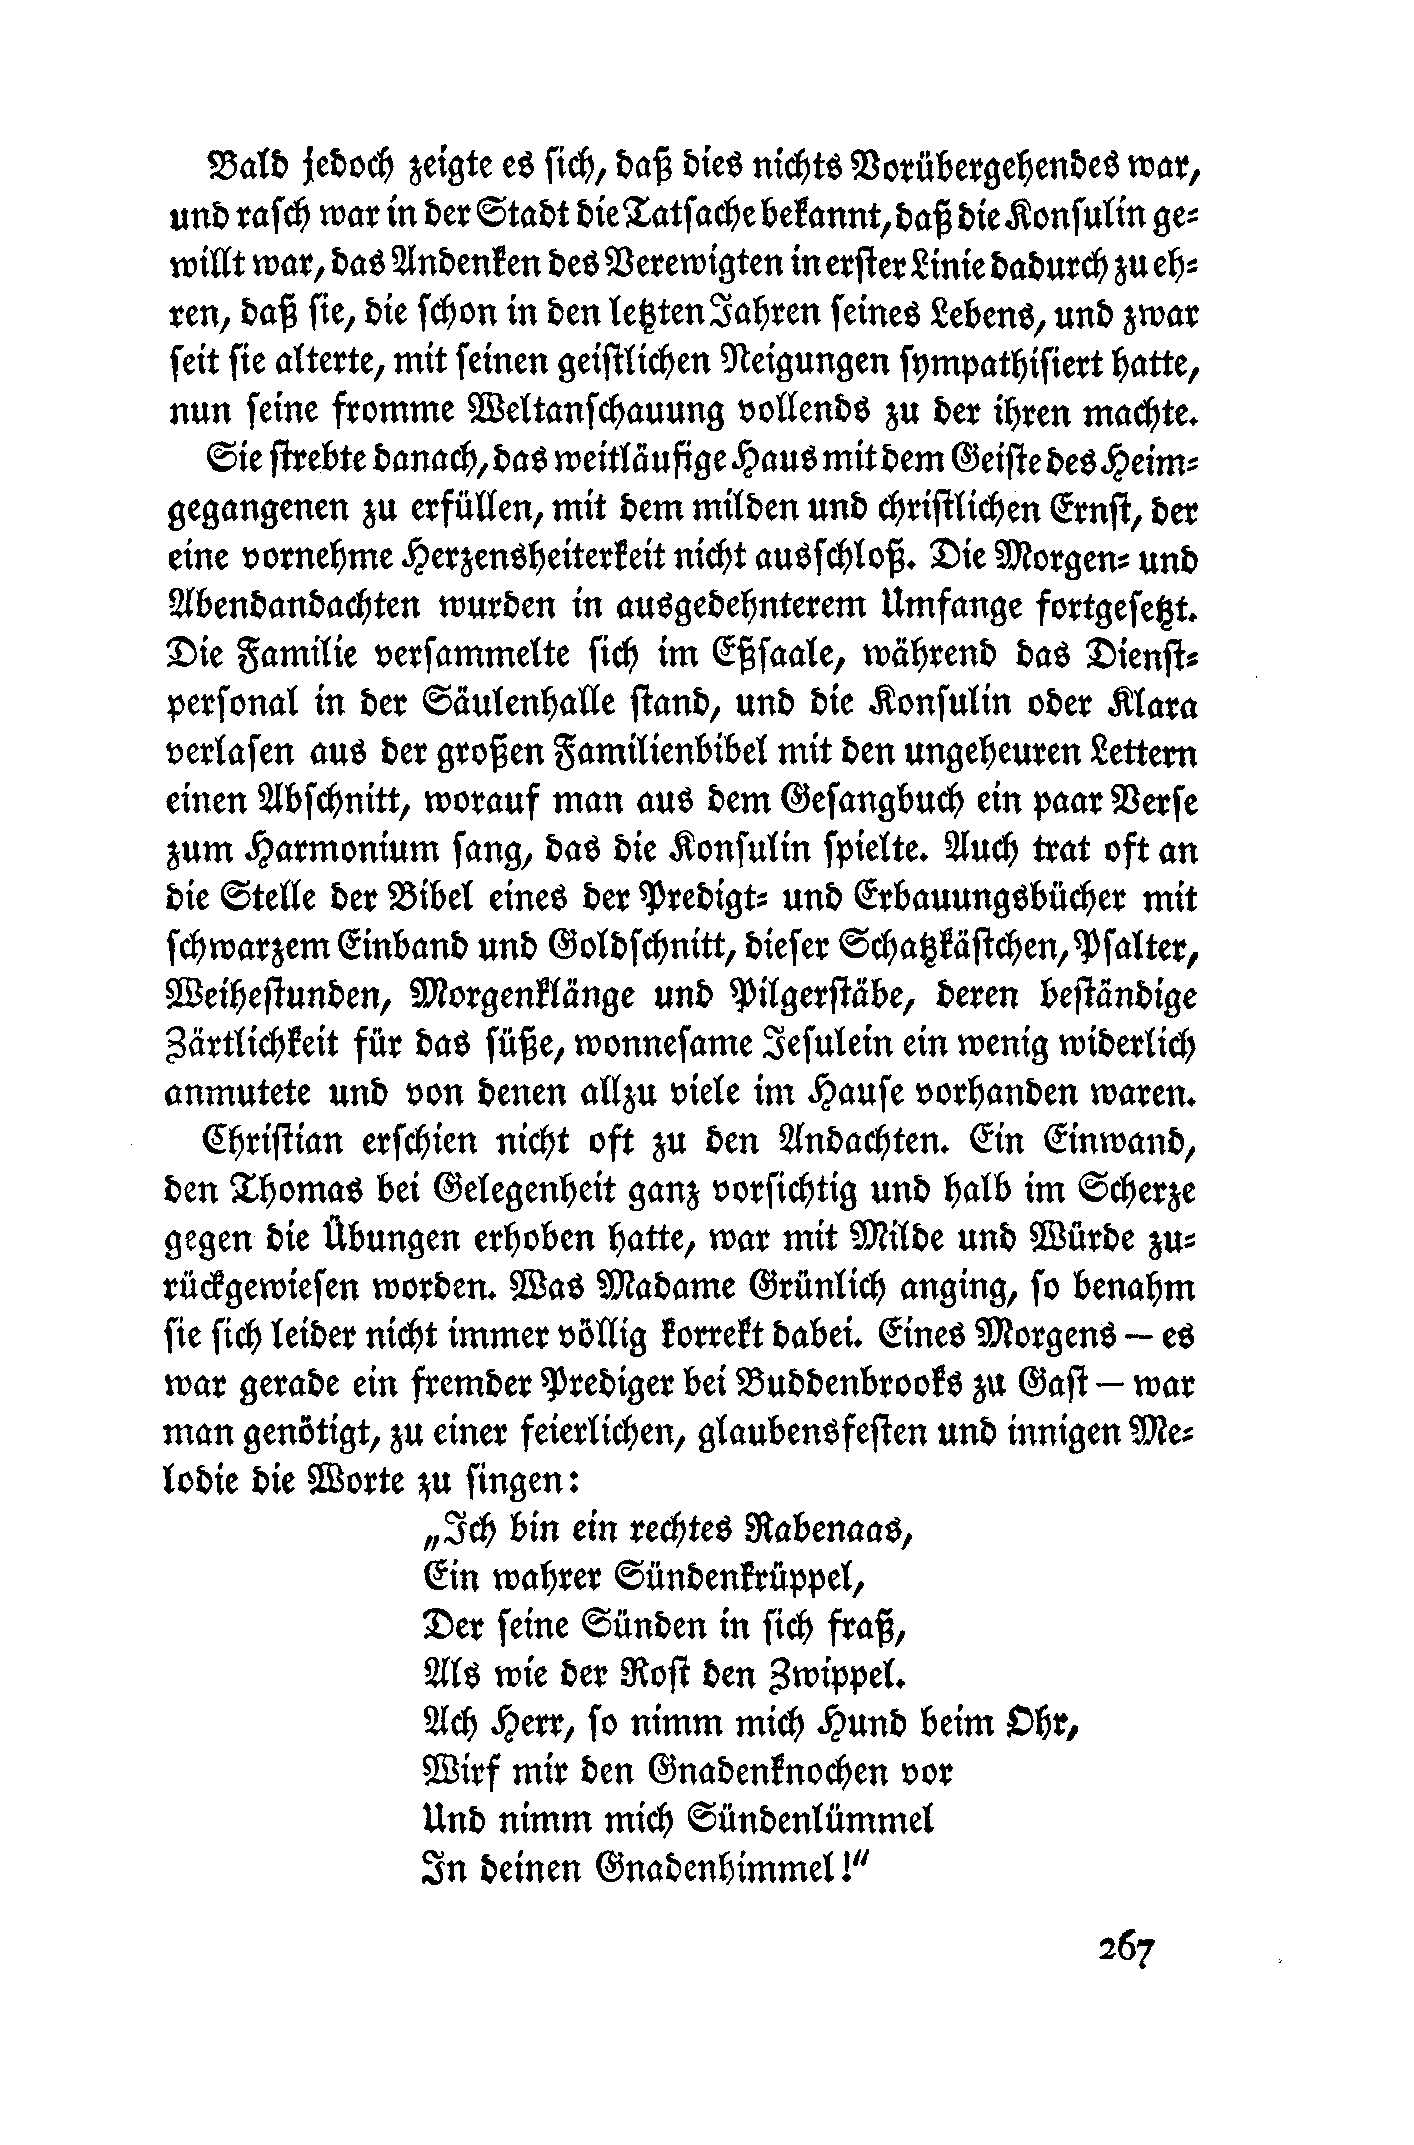 Bald jedoch zeigte es sich, daß dies nichts Vorübergehendes war,
und rasch war in der Stadt die Tatsache bekannt, daß die Konsulin ge-
willt war, das Andenken des Verewigten in erster Linie dadurch zu eh-
ren, daß sie, die schon in den letzten Jahren seines Lebens, und zwar
seit sie alterte, mit seinen geistlichen Neigungen sympathisiert hatte,
nun seine fromme Weltanschauung vollends zu der ihren machte.
Sie strebte danach, das weitläufige Haus mit dem Geiste des Heim-
gegangenen zu erfüllen, mit dem milden und christlichen Ernst, der
eine vornehme Herzensheiterkeit nicht ausschloß. Die Morgen- und
Abendandachten wurden in ausgedehnterem Umfange fortgesetzt.
Die Familie versammelte sich im Eßsaale, während das Dienst-
personal in der Säulenhalle stand, und die Konsulin oder Klara
verlasen aus der großen Familienbibel mit den ungeheuren Lettern
einen Abschnitt, worauf man aus dem Gesangbuch ein paar Verse
zum Harmonium sang, das die Konsulin spielte. Auch trat oft an
die Stelle der Bibel eines der Predigt- und Erbauungsbücher mit
schwarzem Einband und Goldschnitt, dieser Schatzkästchen, Psalter,
Weihestunden, Morgenklänge und Pilgerstäbe, deren beständige
Zärtlichkeit für das süße, wonnesame Jesulein ein wenig widerlich
anmutete und von denen allzu viele im Hause vorhanden waren.
Christian erschien nicht oft zu den Andachten. Ein Einwand,
den Thomas bei Gelegenheit ganz vorsichtig und halb im Scherze
gegen die Übungen erhoben hatte, war mit Milde und Würde zu-
rückgewiesen worden. Was Madame Grünlich anging, so benahm
sie sich leider nicht immer völlig korrekt dabei. Eines Morgens — es
war gerade ein fremder Prediger bei Buddenbrooks zu Gast — war
man genötigt, zu einer feierlichen, glaubensfesten und innigen Me-
lodie die Worte zu singen:
„Ich bin ein rechtes Rabenaas,
Ein wahrer Sündenkrüppel,
Der seine Sünden in sich fraß,
Als wie der Rost den Zwippel.
Ach Herr, so nimm mich Hund beim Ohr,
Wirf mir den Gnadenknochen vor
Und nimm mich Sündenlümmel
In deinen Gnadenhimmel!“
267